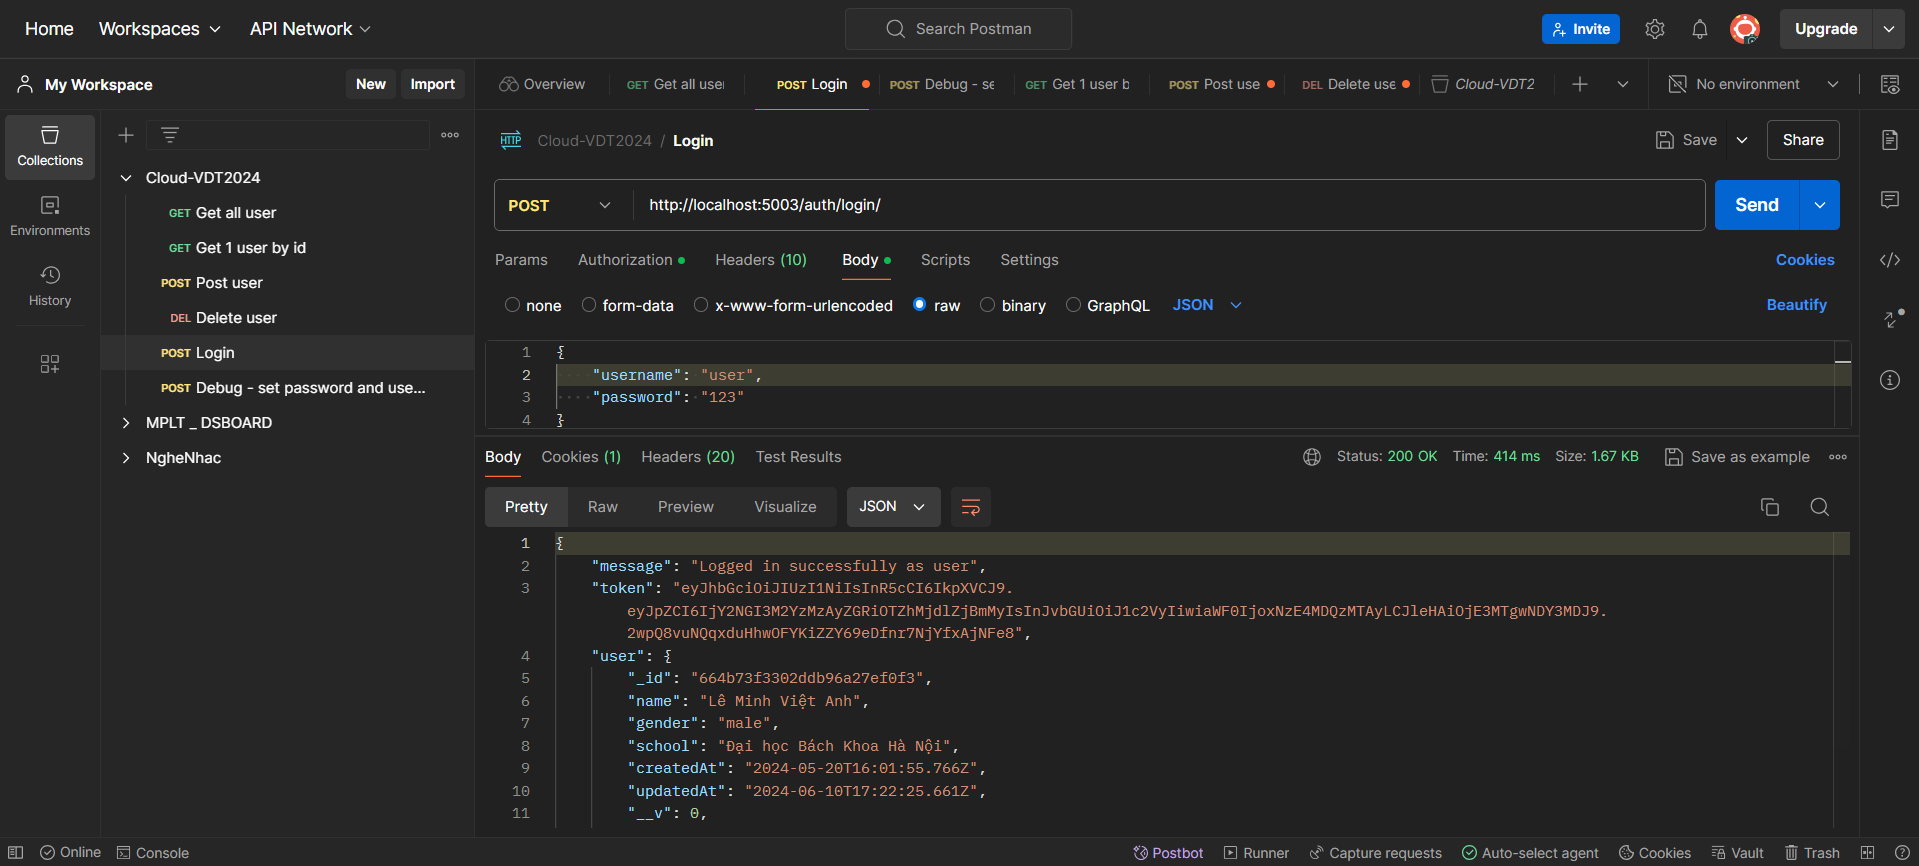 Home Workspaces API Network Search Postman Invite Upgrade
My Workspace New Import Overview GET Get all user POST Login POST Debug - se GET Get 1 user b POST Post use DEL Delete use Cloud-VDT2 No environment
Collections
Environments
History
Cloud-VDT2024
GET Get all user
GET Get 1 user by id
POST Post user
DEL Delete user
POST Login
POST Debug - set password and use...
MPLT _ DSBOARD
NgheNhac
HTTP Cloud-VDT2024 / Login Save Share
POST http://localhost:5003/auth/login/ Send
Params Authorization Headers (10) Body Scripts Settings Cookies
none form-data x-www-form-urlencoded raw binary GraphQL JSON Beautify
1 {
2 "username": "user",
3 "password": "123"
4 }
Body Cookies (1) Headers (20) Test Results Status: 200 OK Time: 414 ms Size: 1.67 KB Save as example
Pretty Raw Preview Visualize JSON
1 {
2 "message": "Logged in successfully as user",
3 "token": "eyJhbGciOiJIUzI1NiIsInR5cCI6IkpXVCJ9.
eyJpZCI6IjY2NGI3M2YzMzAyZGRiOTZhMjdlZjBmMyIsInJvbGUiOiJ1c2VyIiwiaWF0IjoxNzE4MDQzMTAyLCJleHAiOjE3MTgwNDY3MDJ9.
2wpQ8vuNQqxduHhwOFYKiZZY69eDfnr7NjYfxAjNFe8",
4 "user": {
5 "_id": "664b73f3302ddb96a27ef0f3",
6 "name": "Lê Minh Việt Anh",
7 "gender": "male",
8 "school": "Đại học Bách Khoa Hà Nội",
9 "createdAt": "2024-05-20T16:01:55.766Z",
10 "updatedAt": "2024-06-10T17:22:25.661Z",
11 "__v": 0,
Online Console Postbot Runner Capture requests Auto-select agent Cookies Vault Trash